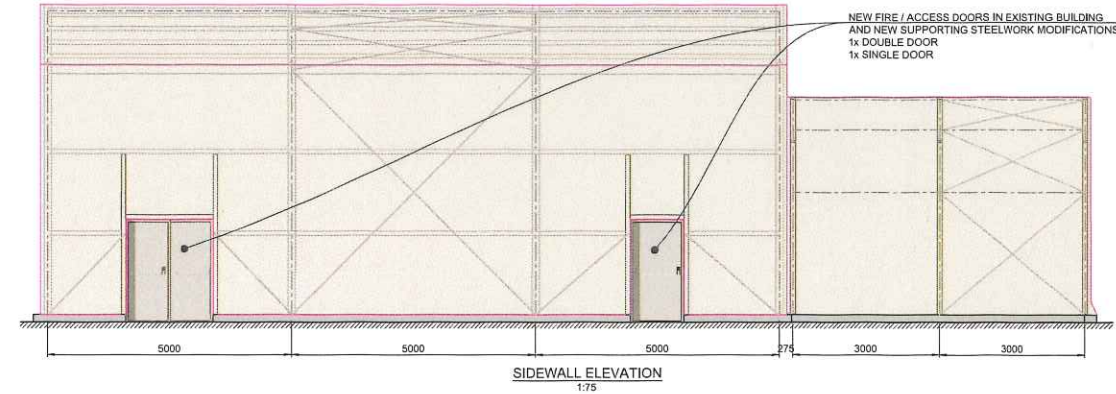 NEW FIRE / ACCESS DOORS IN EXISTING BUILDING
AND NEW SUPPORTING STEELWORK MODIFICATIONS
1x DOUBLE DOOR
1x SINGLE DOOR
5000
5000
5000
275
3000
3000
SIDEWALL ELEVATION
1:75